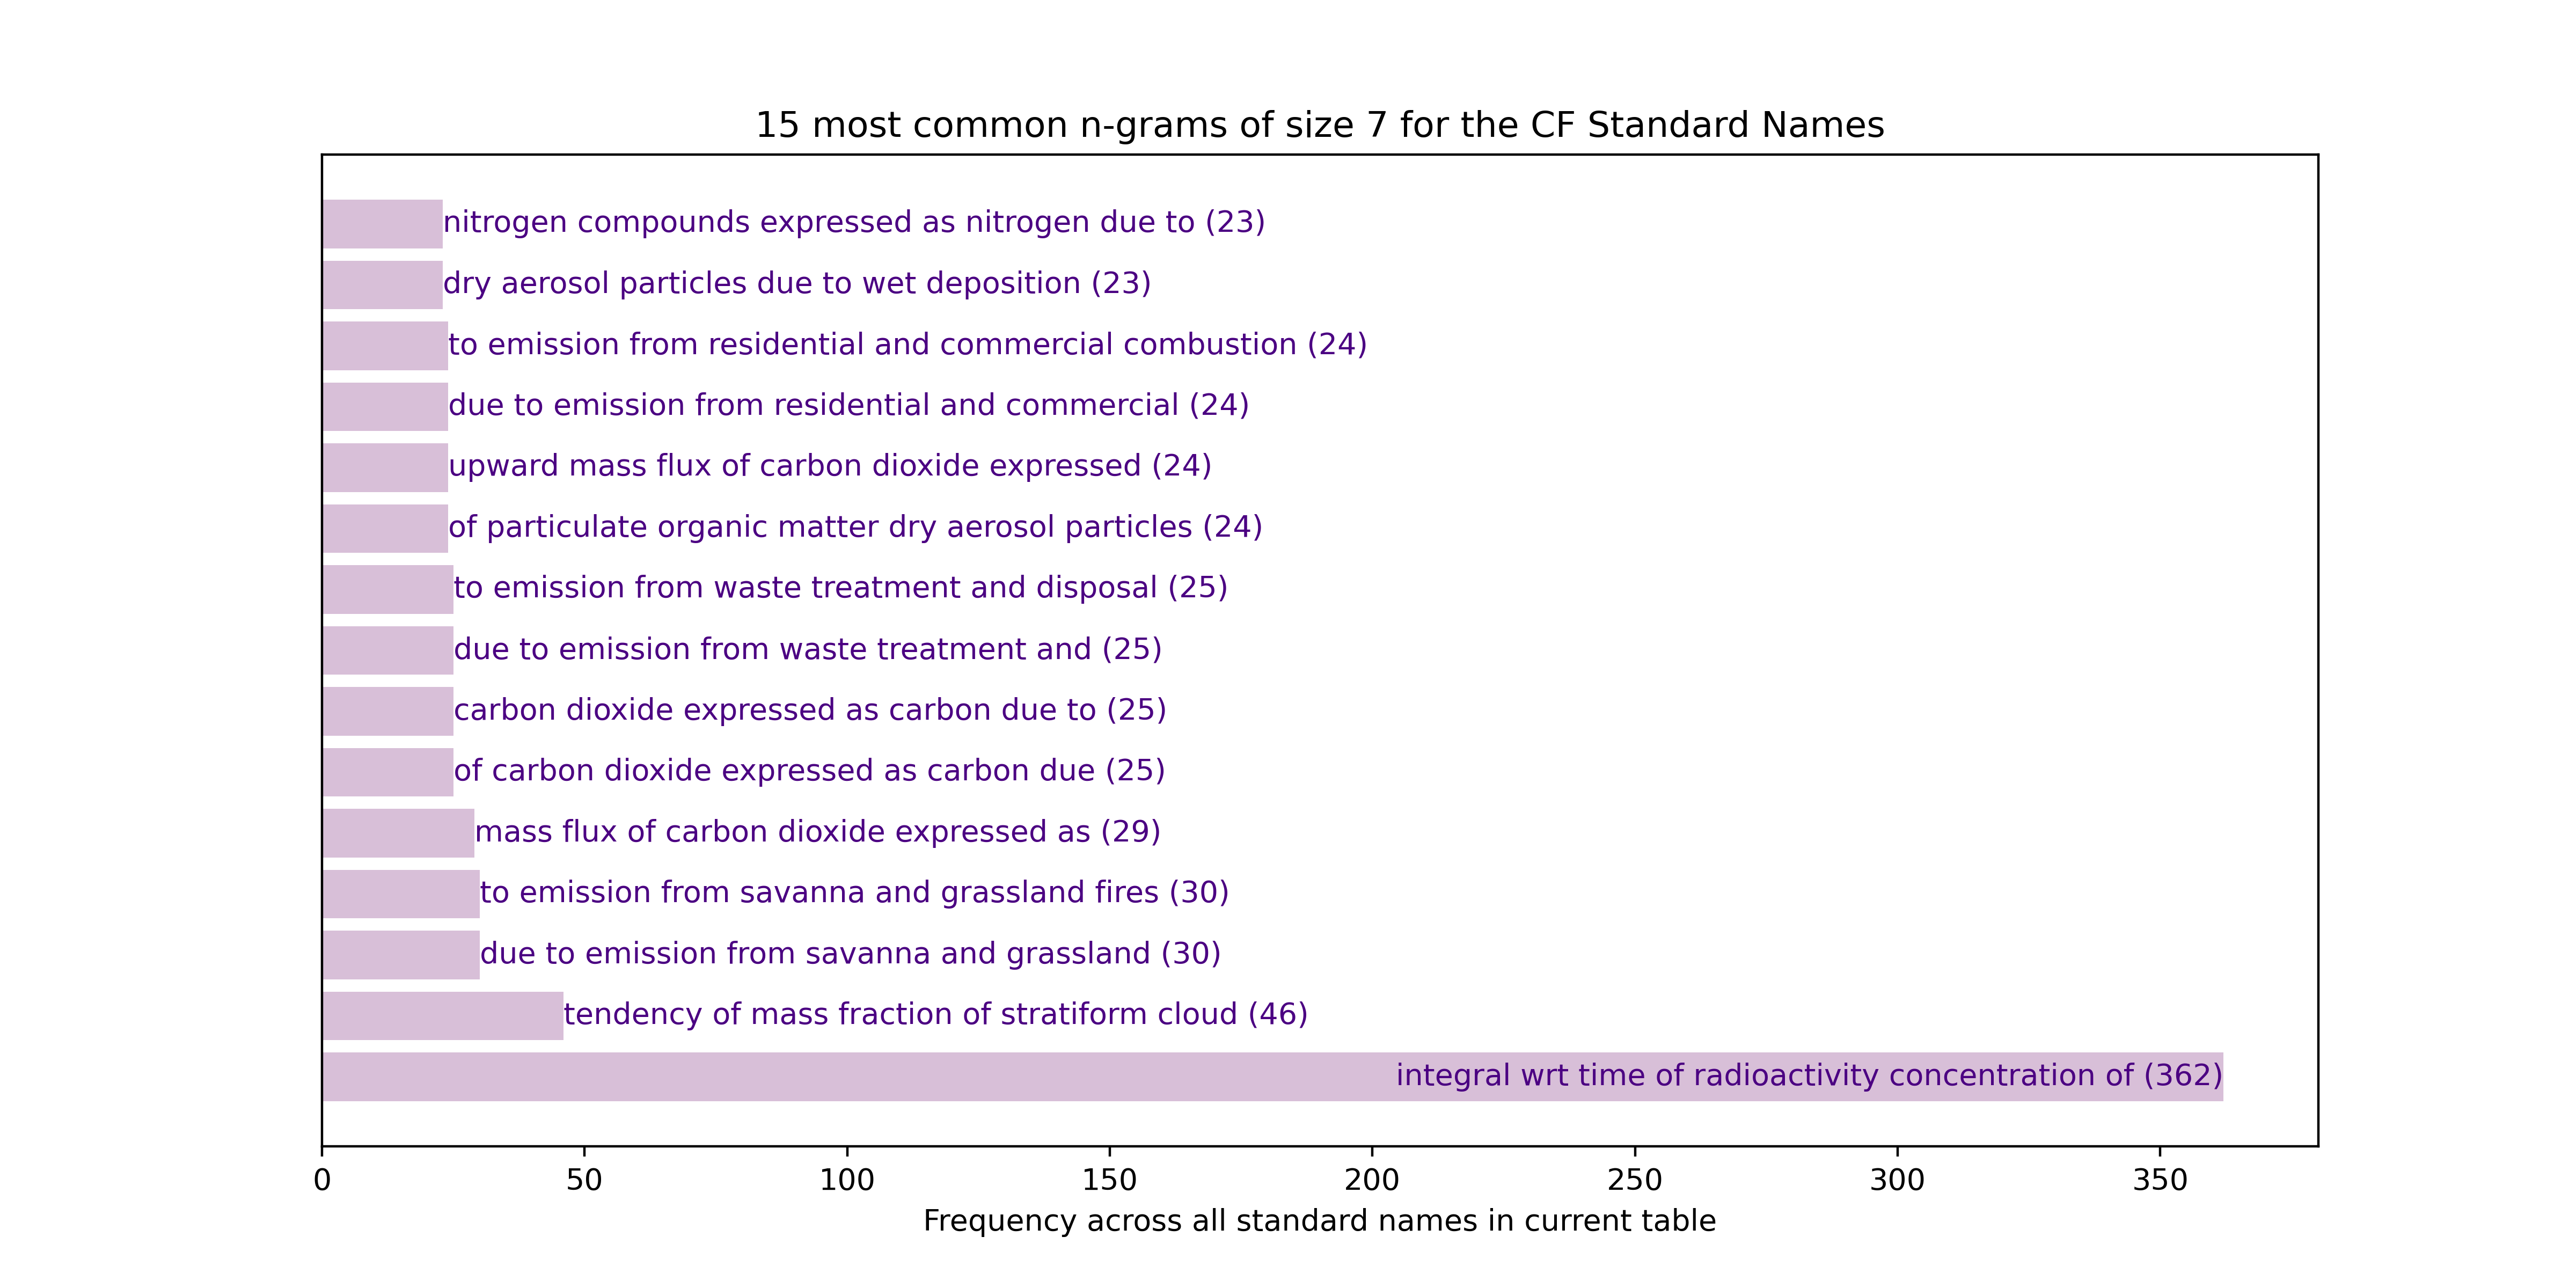 15 most common n-grams of size 7 for the CF Standard Names
nitrogen compounds expressed as nitrogen due to (23)
dry aerosol particles due to wet deposition (23)
to emission from residential and commercial combustion (24)
due to emission from residential and commercial (24)
upward mass flux of carbon dioxide expressed (24)
of particulate organic matter dry aerosol particles (24)
to emission from waste treatment and disposal (25)
due to emission from waste treatment and (25)
carbon dioxide expressed as carbon due to (25)
of carbon dioxide expressed as carbon due (25)
mass flux of carbon dioxide expressed as (29)
to emission from savanna and grassland fires (30)
due to emission from savanna and grassland (30)
tendency of mass fraction of stratiform cloud (46)
integral wrt time of radioactivity concentration of (362)
0 50 100 150 200 250 300 350
Frequency across all standard names in current table